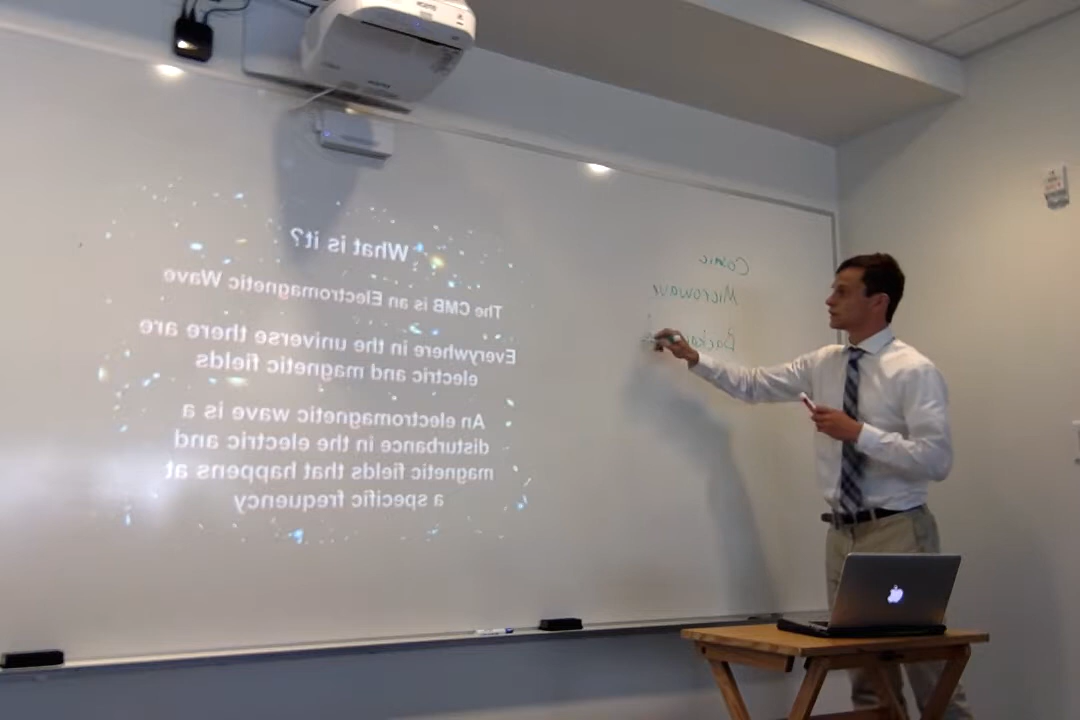 What is it?
The CMB is an Electromagnetic Wave
Everywhere in the universe there are
electric and magnetic fields
An electromagnetic wave is a
disturbance in the electric and
magnetic fields that happens at
a specific frequency
Cosmic
Microwave